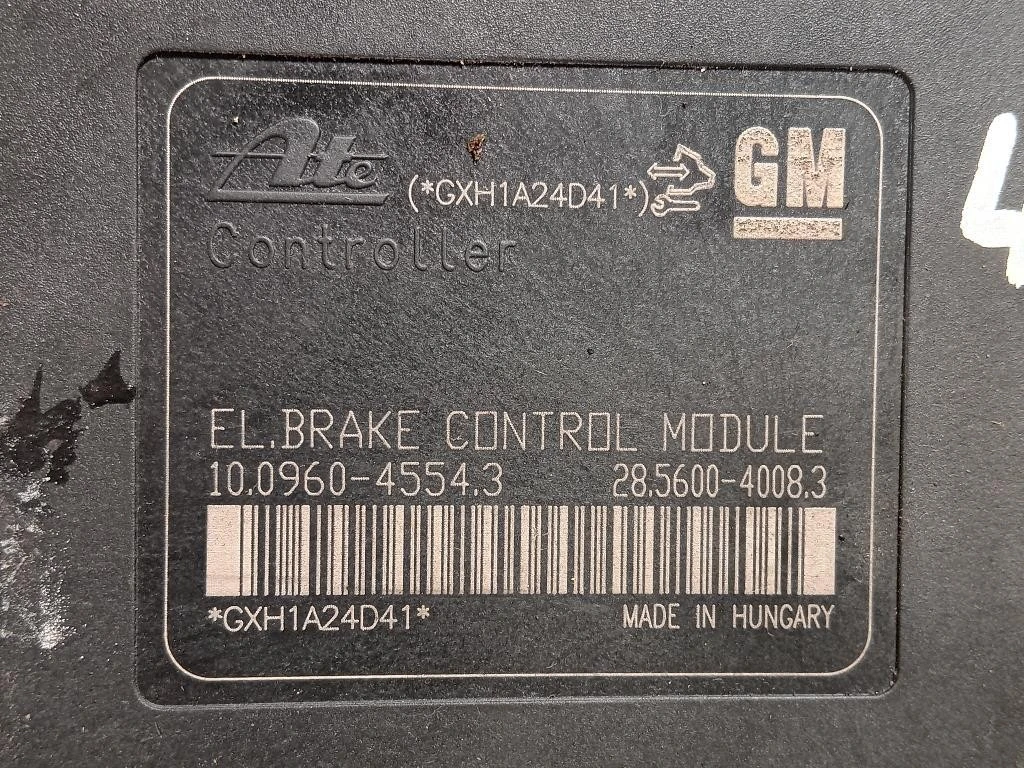 Ate (*GXH1A24D41*) GM
Controller
EL.BRAKE CONTROL MODULE
10.0960-4554.3 28.5600-4008.3
*GXH1A24D41* MADE IN HUNGARY
4